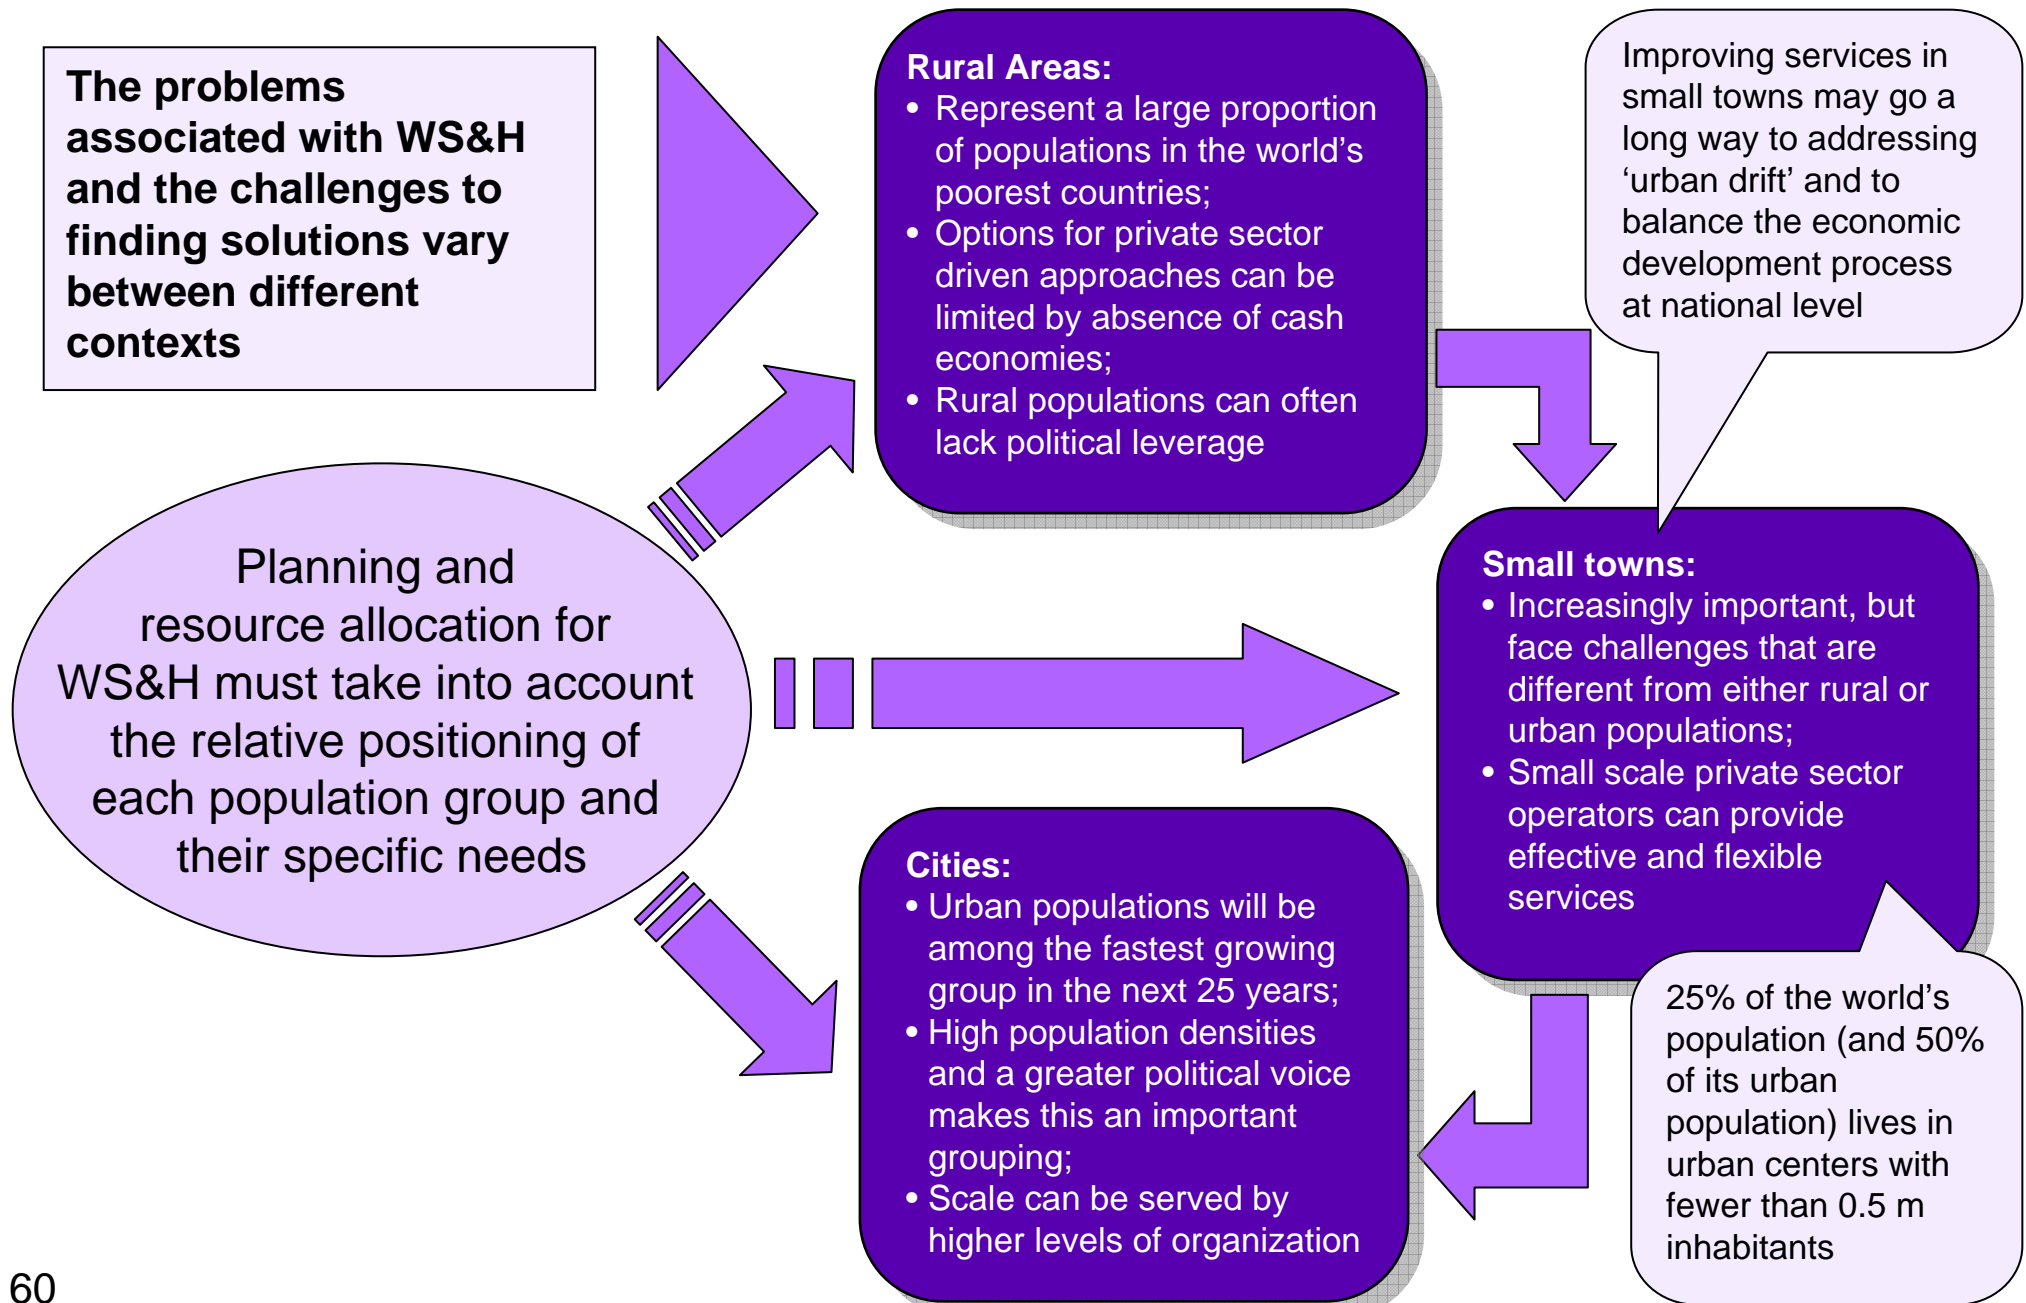 The problems
associated with WS&H
and the challenges to
finding solutions vary
between different
contexts
Rural Areas:
• Represent a large proportion
of populations in the world’s
poorest countries;
• Options for private sector
driven approaches can be
limited by absence of cash
economies;
• Rural populations can often
lack political leverage
Improving services in
small towns may go a
long way to addressing
‘urban drift’ and to
balance the economic
development process
at national level
Planning and
resource allocation for
WS&H must take into account
the relative positioning of
each population group and
their specific needs
Small towns:
• Increasingly important, but
face challenges that are
different from either rural or
urban populations;
• Small scale private sector
operators can provide
effective and flexible
services
Cities:
• Urban populations will be
among the fastest growing
group in the next 25 years;
• High population densities
and a greater political voice
makes this an important
grouping;
• Scale can be served by
higher levels of organization
25% of the world’s
population (and 50%
of its urban
population) lives in
urban centers with
fewer than 0.5 m
inhabitants
60